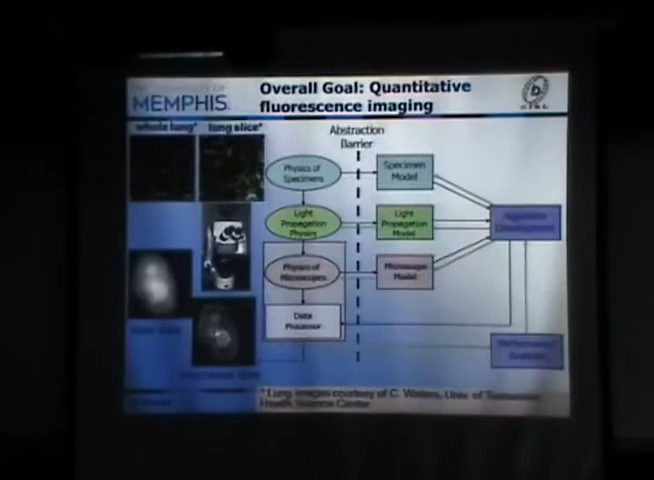 MEMPHIS
Overall Goal: Quantitative
fluorescence imaging
whole lung*
lung slice*
Abstraction
Barrier
Physics of
Specimens
Specimen
Model
Light
Propagation
Physics
Light
Propagation
Model
Physics of
Microscopes
Microscope
Model
Data
Processor
* Lung images courtesy of C. Waters, Univ of Tennessee
Health Science Center